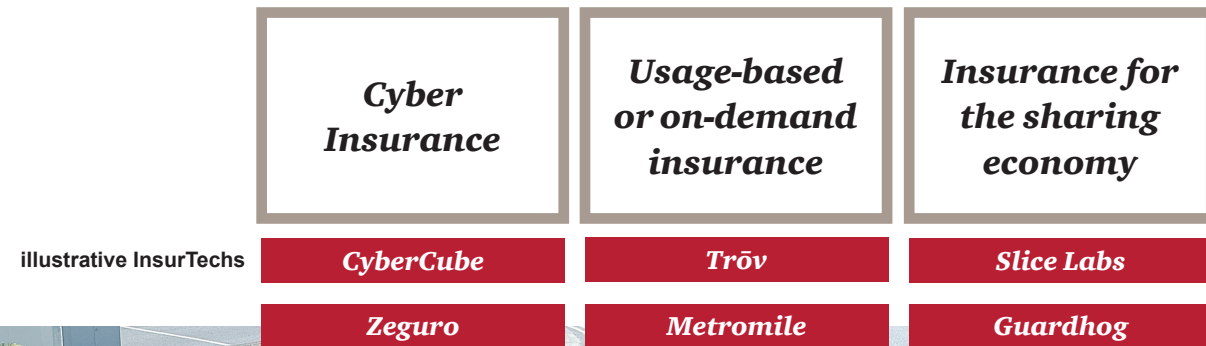 Cyber
Insurance
Usage-based
or on-demand
insurance
Insurance for
the sharing
economy
illustrative InsurTechs
CyberCube
Trōv
Slice Labs
Zeguro
Metromile
Guardhog